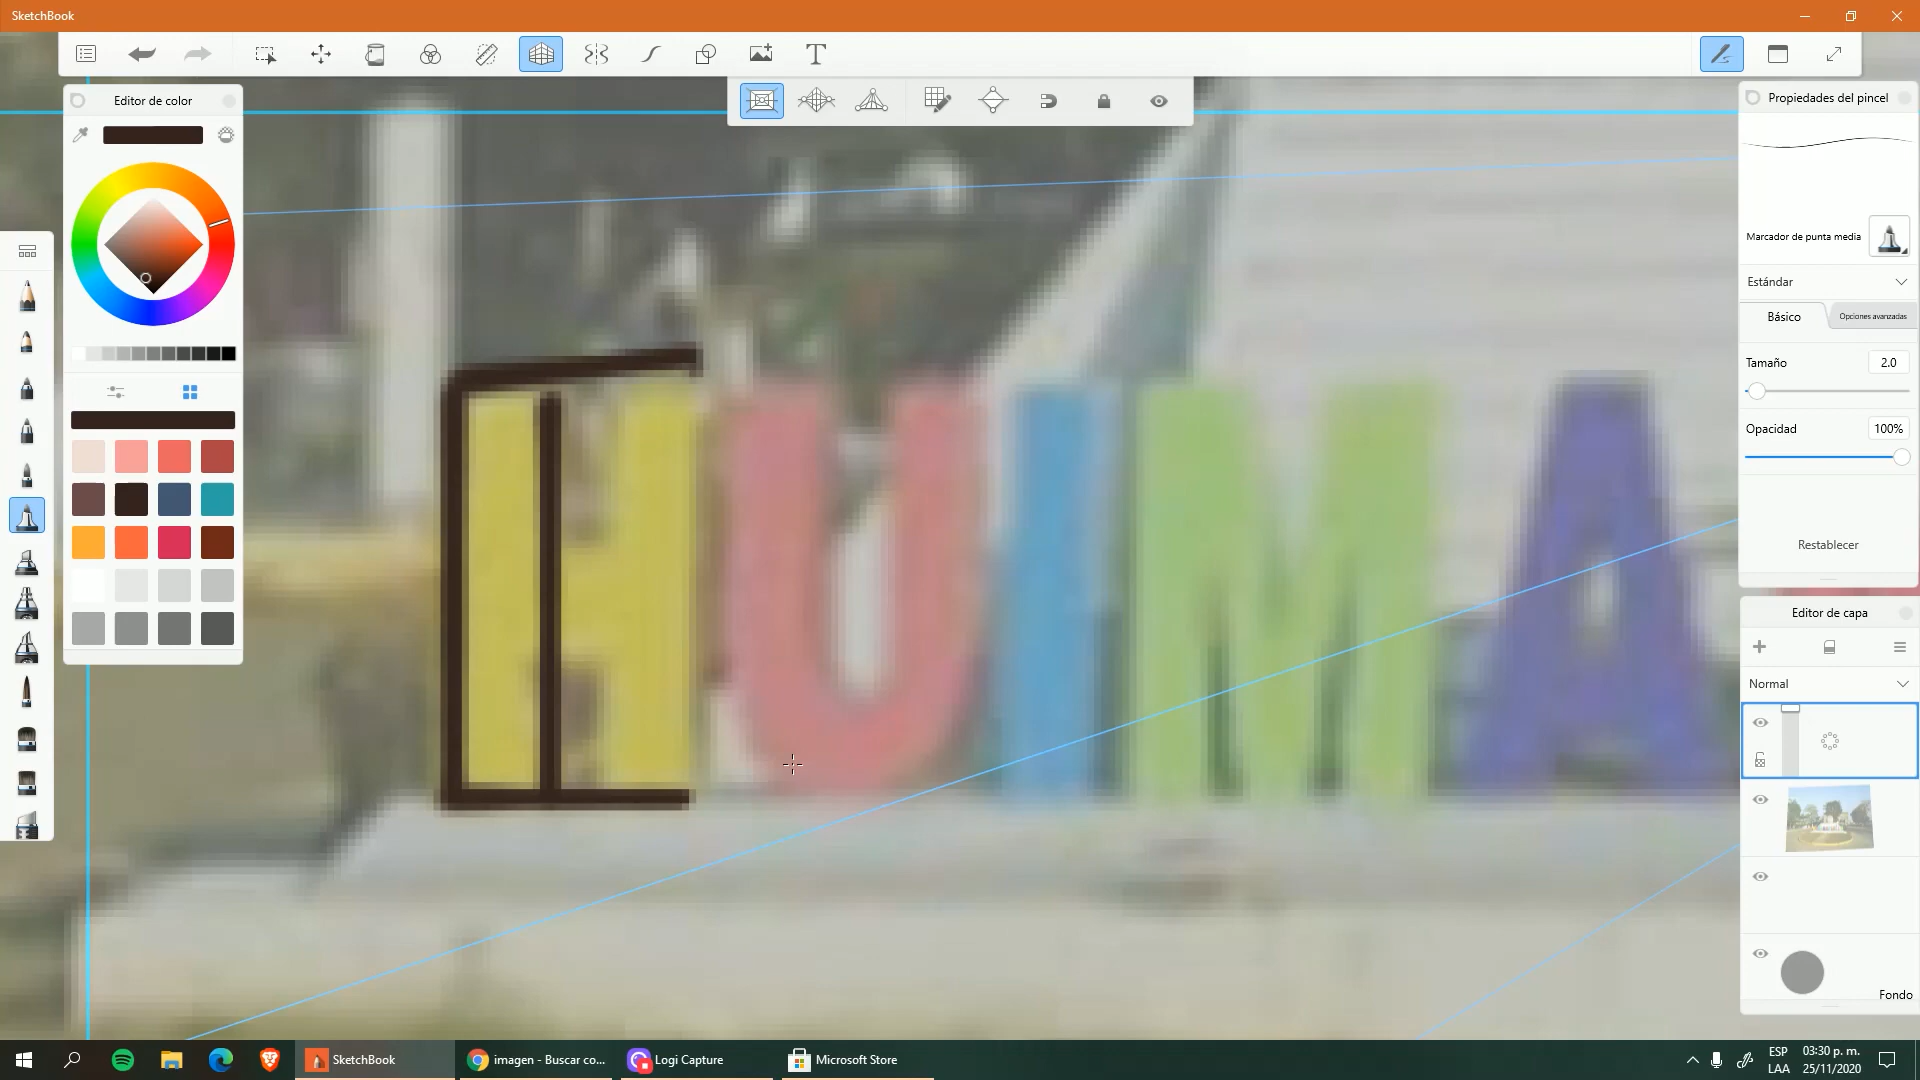 SketchBook
T
Editor de color
Propiedades del pincel
Marcador de punta media
Estándar
Básico
Opciones avanzadas
Tamaño
2.0
Opacidad
100%
Restablecer
Editor de capa
Normal
Fondo
HUIMA
SketchBook
imagen - Buscar co...
Logi Capture
Microsoft Store
ESP
LAA
03:30 p. m.
25/11/2020